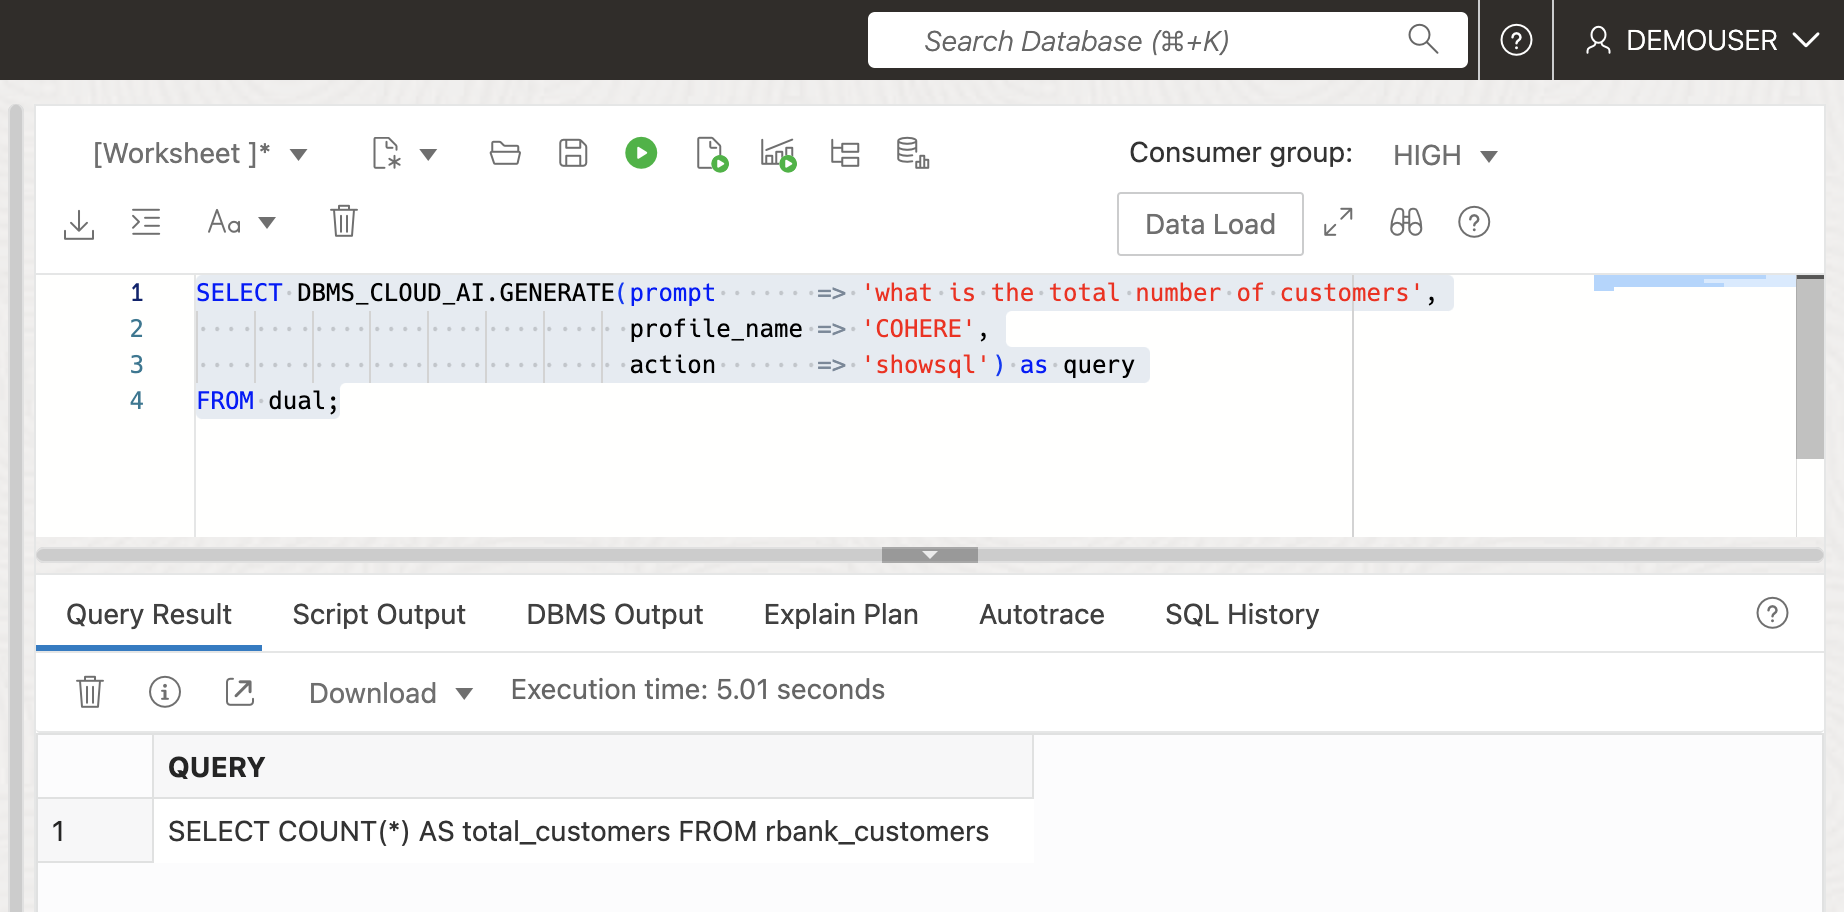 Search Database (⌘+K)
DEMOUSER
[Worksheet ]*
Consumer group: HIGH
Aa
Data Load
1 SELECT DBMS_CLOUD_AI.GENERATE(prompt => 'what is the total number of customers',
2 profile_name => 'COHERE',
3 action => 'showsql') as query
4 FROM dual;
Query Result Script Output DBMS Output Explain Plan Autotrace SQL History
Download Execution time: 5.01 seconds
QUERY
1 SELECT COUNT(*) AS total_customers FROM rbank_customers